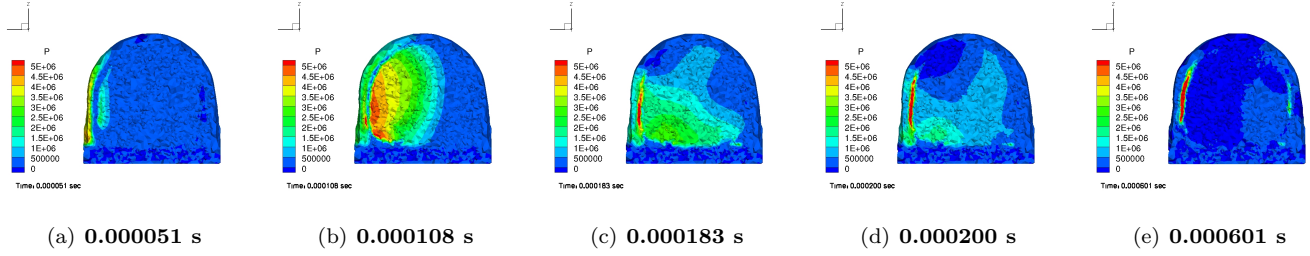 z
P
5E+06
4.5E+06
4E+06
3.5E+06
3E+06
2.5E+06
2E+06
1.5E+06
1E+06
500000
0
Time: 0.000051 sec
(a) 0.000051 s
z
P
5E+06
4.5E+06
4E+06
3.5E+06
3E+06
2.5E+06
2E+06
1.5E+06
1E+06
500000
0
Time: 0.000108 sec
(b) 0.000108 s
z
P
5E+06
4.5E+06
4E+06
3.5E+06
3E+06
2.5E+06
2E+06
1.5E+06
1E+06
500000
0
Time: 0.000183 sec
(c) 0.000183 s
z
P
5E+06
4.5E+06
4E+06
3.5E+06
3E+06
2.5E+06
2E+06
1.5E+06
1E+06
500000
0
Time: 0.000200 sec
(d) 0.000200 s
z
P
5E+06
4.5E+06
4E+06
3.5E+06
3E+06
2.5E+06
2E+06
1.5E+06
1E+06
500000
0
Time: 0.000601 sec
(e) 0.000601 s